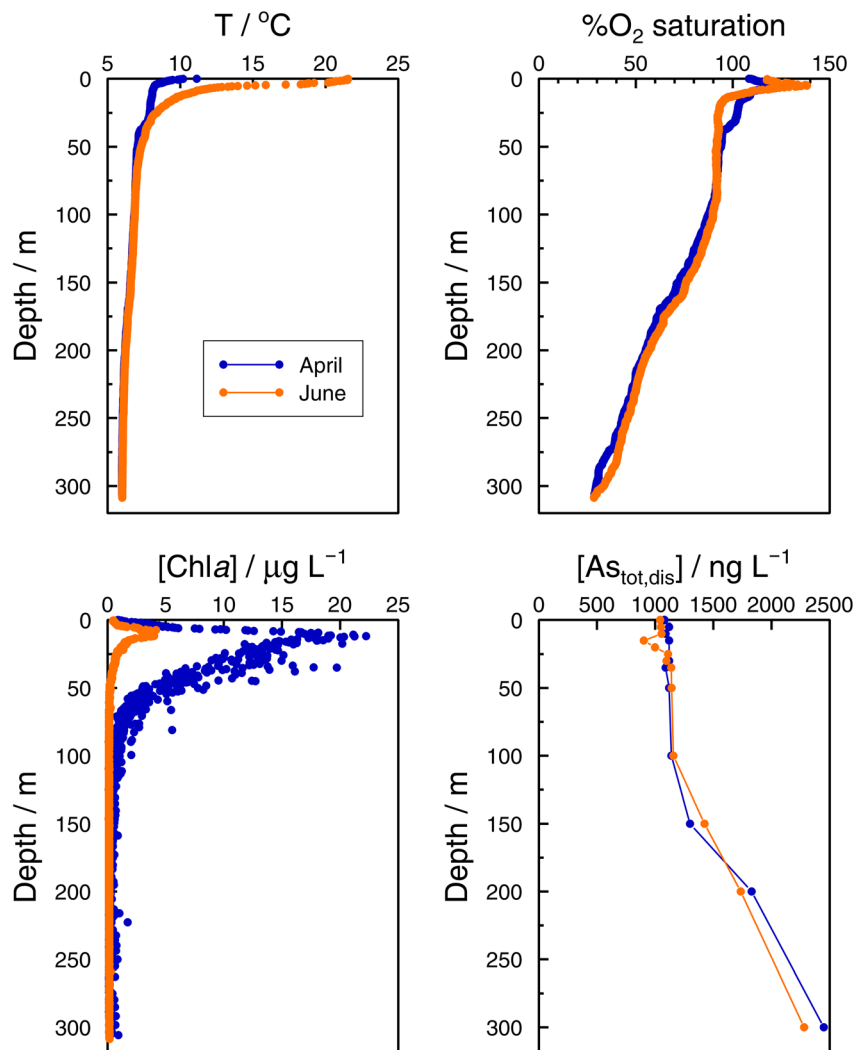 T / °C
5 10 15 20 25
0
50
100
150
200
250
300
Depth / m
April
June
%O₂ saturation
0 50 100 150
0
50
100
150
200
250
300
Depth / m
[Chla] / μg L⁻¹
0 5 10 15 20 25
0
50
100
150
200
250
300
Depth / m
[As_tot,dis] / ng L⁻¹
0 500 1000 1500 2000 2500
0
50
100
150
200
250
300
Depth / m